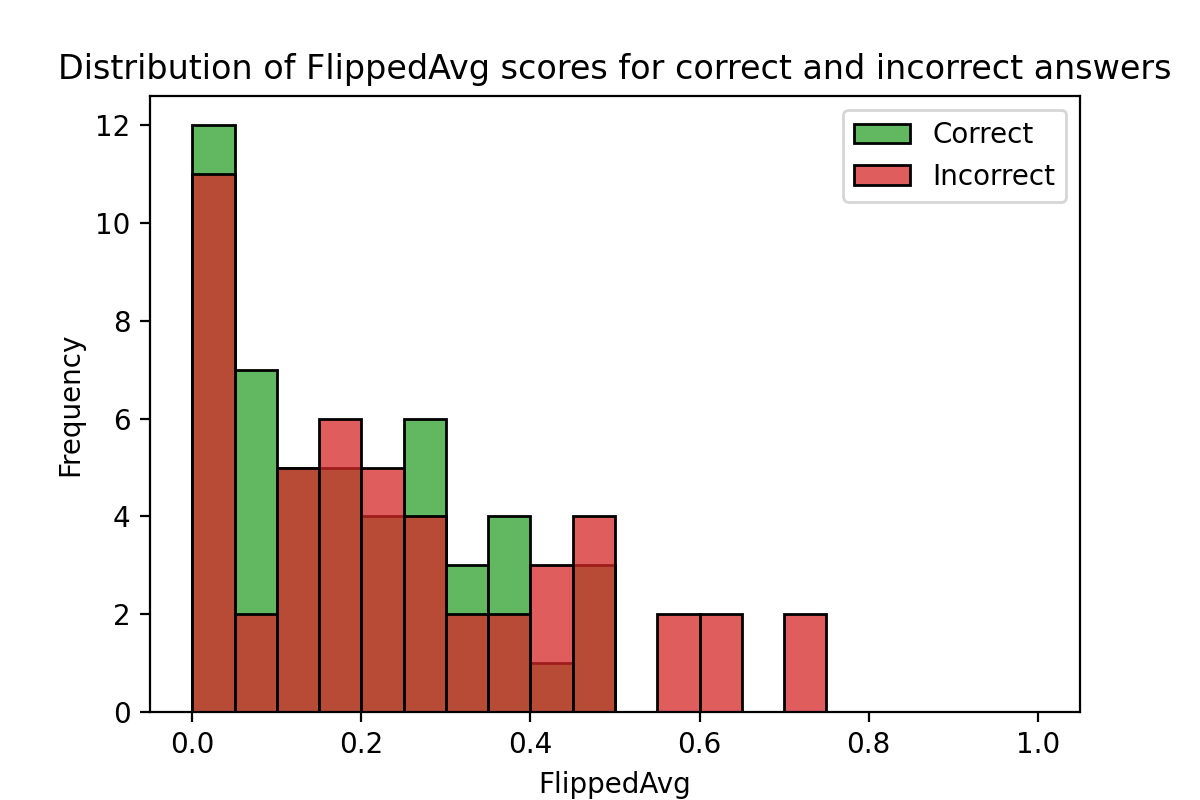 Distribution of FlippedAvg scores for correct and incorrect answers
Correct
Incorrect
12
10
8
6
4
2
0
Frequency
0.0 0.2 0.4 0.6 0.8 1.0
FlippedAvg